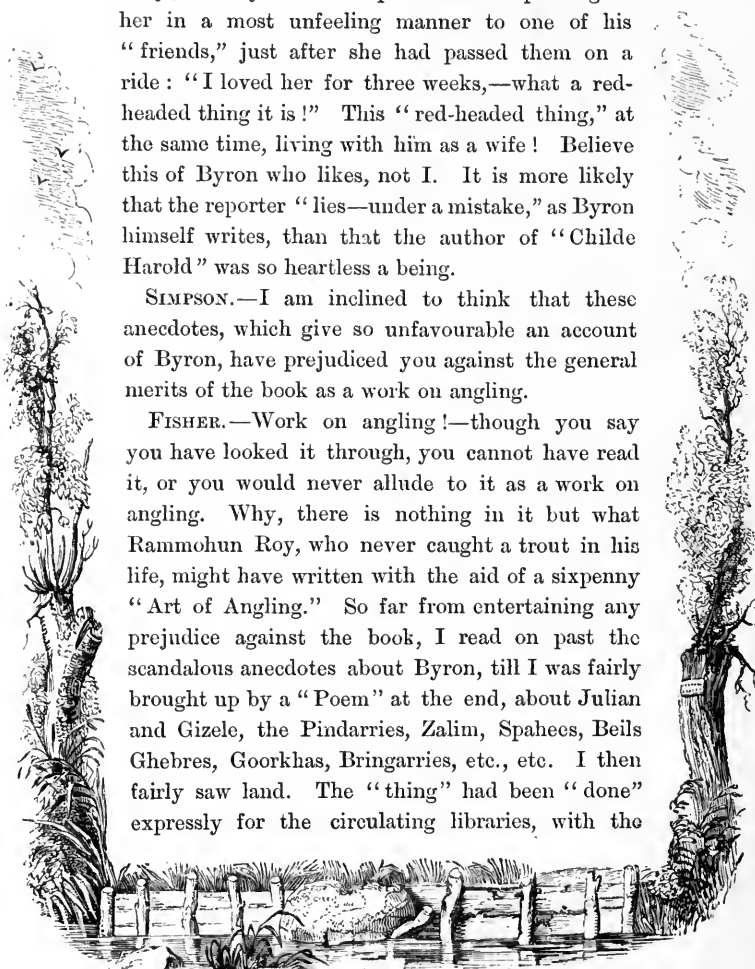 her in a most unfeeling manner to one of his
“friends,” just after she had passed them on a
ride : “I loved her for three weeks,—what a red-
headed thing it is !” This “red-headed thing,” at
the same time, living with him as a wife ! Believe
this of Byron who likes, not I. It is more likely
that the reporter “lies—under a mistake,” as Byron
himself writes, than that the author of “Childe
Harold” was so heartless a being.
SIMPSON.—I am inclined to think that these
anecdotes, which give so unfavourable an account
of Byron, have prejudiced you against the general
merits of the book as a work on angling.
FISHER.—Work on angling !—though you say
you have looked it through, you cannot have read
it, or you would never allude to it as a work on
angling. Why, there is nothing in it but what
Rammohun Roy, who never caught a trout in his
life, might have written with the aid of a sixpenny
“Art of Angling.” So far from entertaining any
prejudice against the book, I read on past the
scandalous anecdotes about Byron, till I was fairly
brought up by a “Poem” at the end, about Julian
and Gizele, the Pindarries, Zalim, Spahees, Beils
Ghebres, Goorkhas, Bringarries, etc., etc. I then
fairly saw land. The “thing” had been “done”
expressly for the circulating libraries, with the